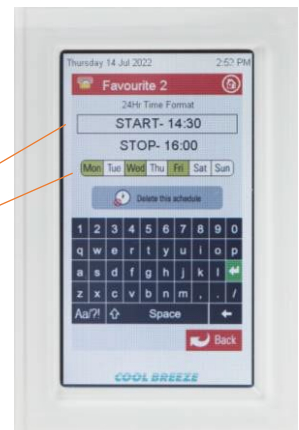 Thursday 14 Jul 2022 2:52 PM
Favourite 2
24Hr Time Format
START- 14:30
STOP- 16:00
Mon Tue Wed Thu Fri Sat Sun
Delete this schedule
1 2 3 4 5 6 7 8 9 0
q w e r t y u i o p
a s d f g h j k l
z x c v b n m , . /
Aa/?! Space
Back
COOL BREEZE